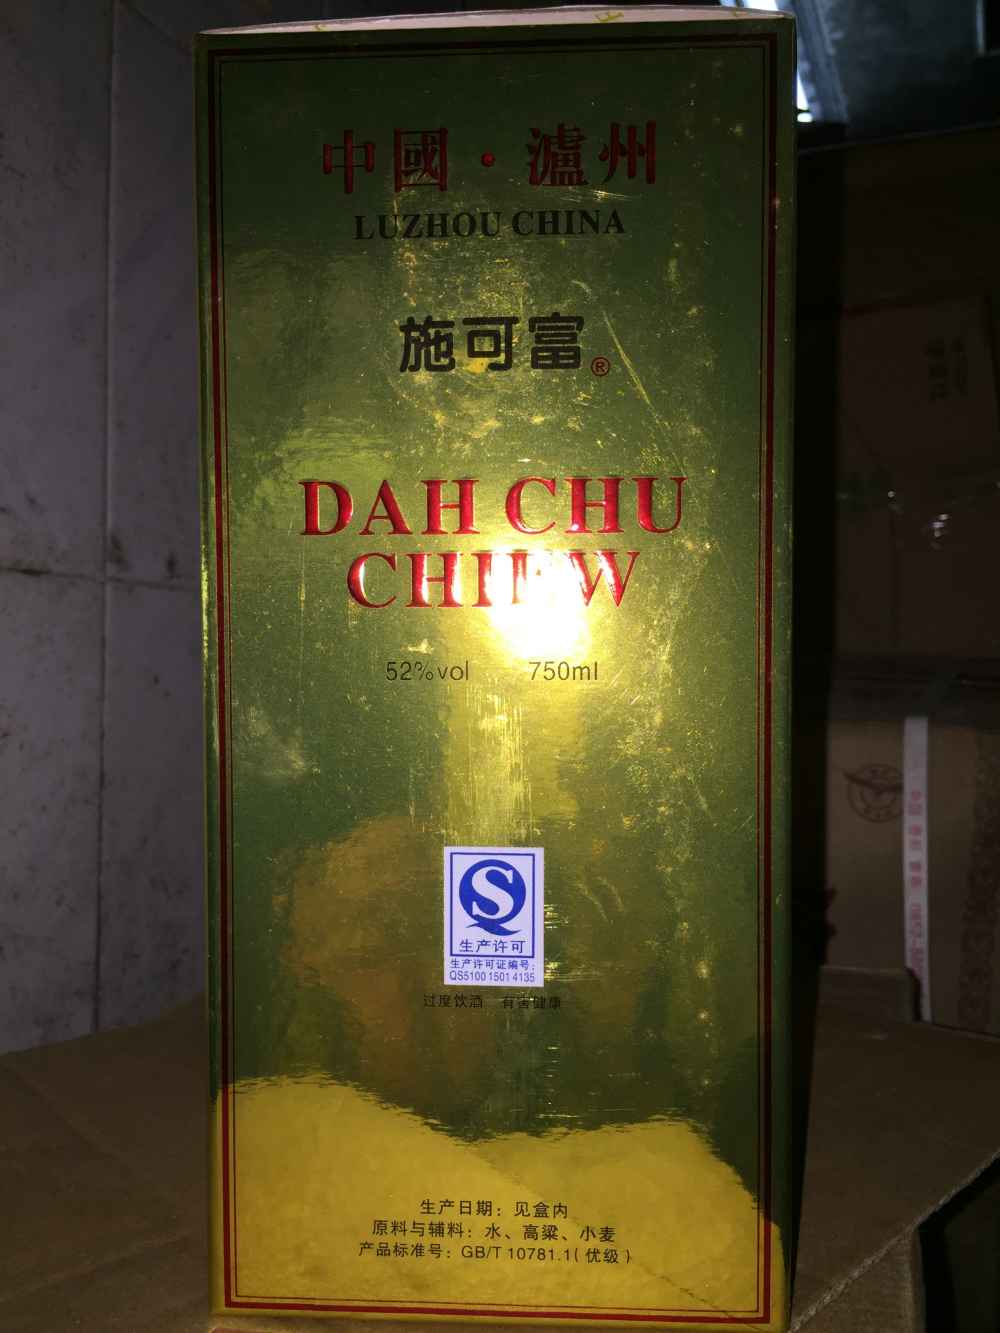 中國·瀘州
LUZHOU CHINA
施可富®
DAH CHU
CHIEW
52%vol 750ml
S
生产许可
生产许可证编号:
QS5100 1501 4135
过度饮酒 有害健康
生产日期：见盒内
原料与辅料：水、高粱、小麦
产品标准号：GB/T 10781.1(优级)